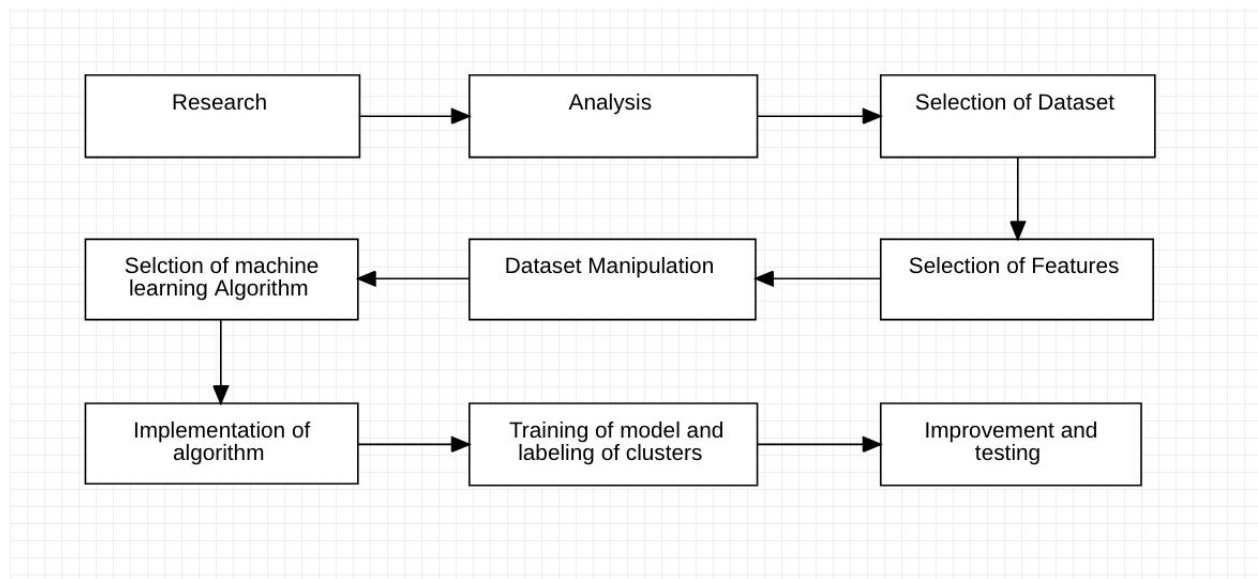 Research
Analysis
Selection of Dataset
Selection of Features
Dataset Manipulation
Selction of machine
learning Algorithm
Implementation of
algorithm
Training of model and
labeling of clusters
Improvement and
testing